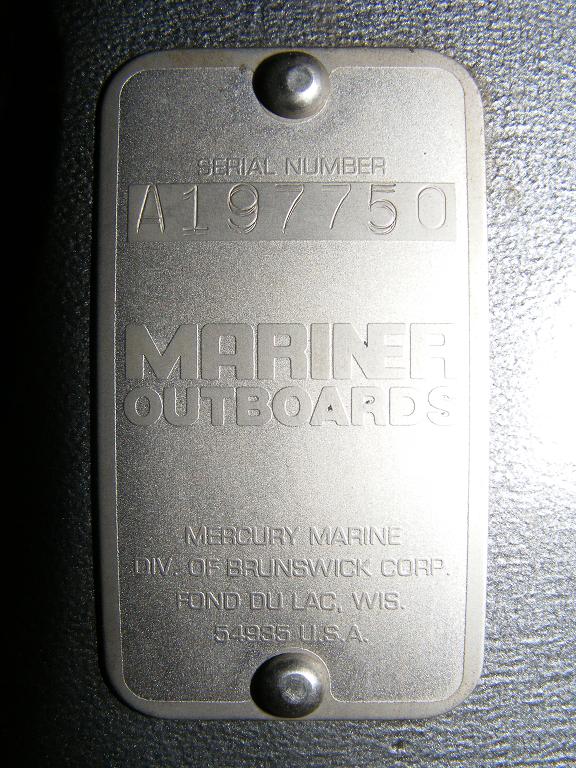 SERIAL NUMBER
A197750
MARINER
OUTBOARDS
MERCURY MARINE
DIV. OF BRUNSWICK CORP.
FOND DU LAC, WIS.
54935 U.S.A.